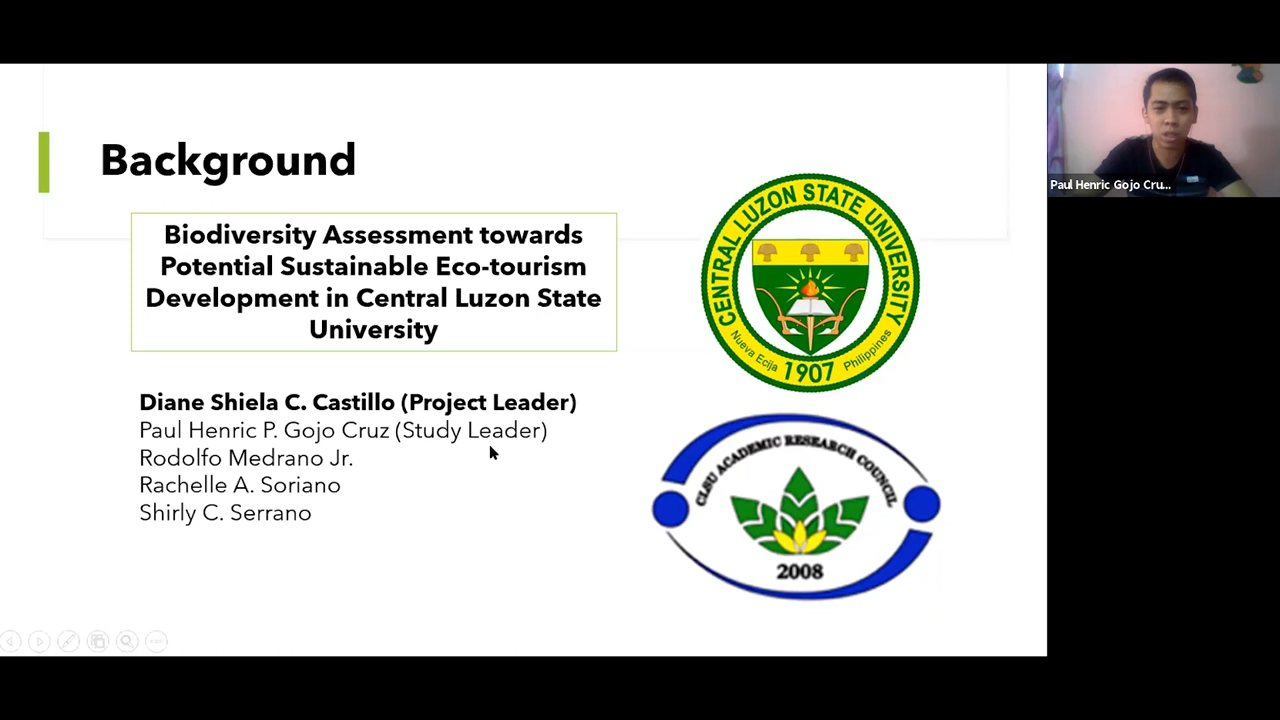 Background
Biodiversity Assessment towards
Potential Sustainable Eco-tourism
Development in Central Luzon State
University
Diane Shiela C. Castillo (Project Leader)
Paul Henric P. Gojo Cruz (Study Leader)
Rodolfo Medrano Jr.
Rachelle A. Soriano
Shirly C. Serrano
CENTRAL LUZON STATE UNIVERSITY
Nueva Ecija 1907 Philippines
CLSU ACADEMIC RESEARCH COUNCIL
2008
Paul Henric Gojo Cru...